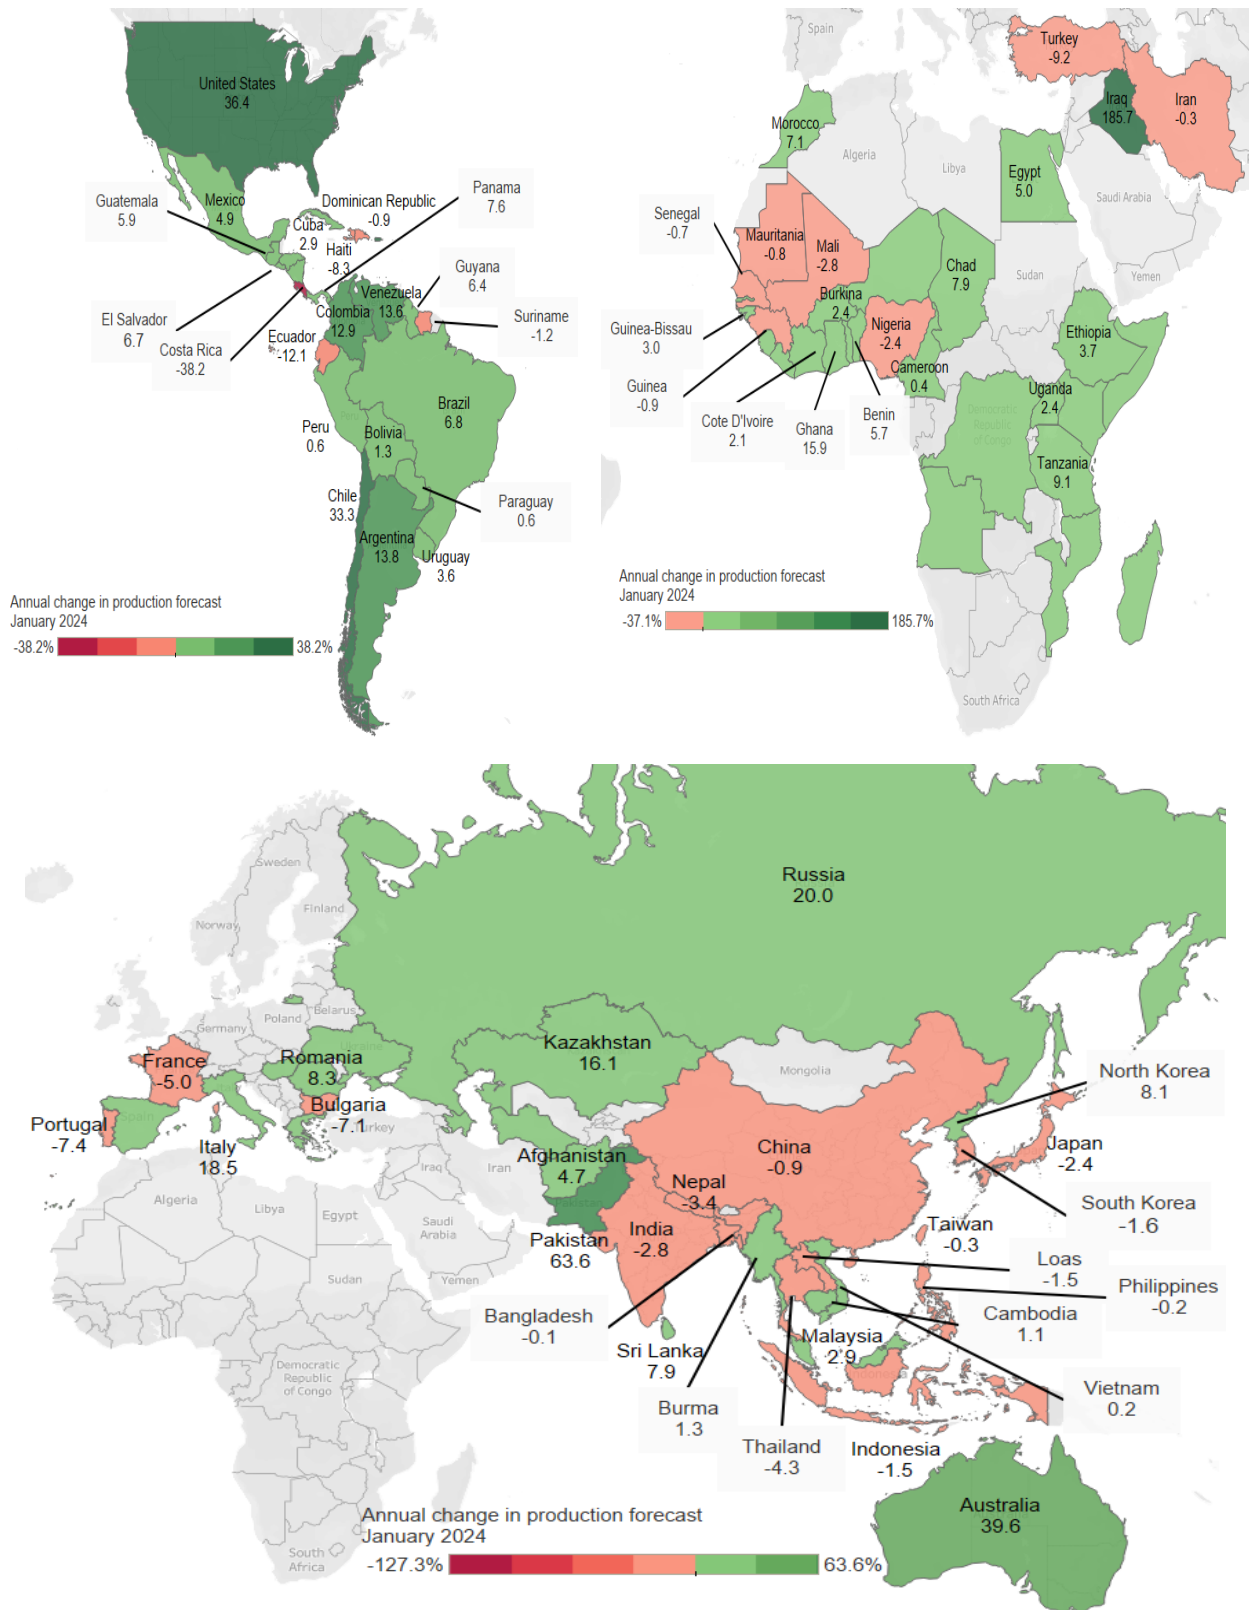 United States
36.4
Guatemala
5.9
Mexico
4.9
Dominican Republic
-0.9
Panama
7.6
Cuba
2.9
Haiti
-8.3
Guyana
6.4
Venezuela
13.6
Colombia
12.9
Suriname
-1.2
El Salvador
6.7
Costa Rica
-38.2
Ecuador
-12.1
Brazil
6.8
Peru
Peru
0.6
Bolivia
1.3
Paraguay
0.6
Chile
33.3
Argentina
13.8
Uruguay
3.6
Annual change in production forecast
January 2024
-38.2%
38.2%
Spain
Turkey
-9.2
Iraq
185.7
Iran
-0.3
Morocco
7.1
Algeria
Libya
Egypt
5.0
Saudi Arabia
Senegal
-0.7
Mauritania
-0.8
Mali
-2.8
Chad
7.9
Sudan
Yemen
Burkina
2.4
Guinea-Bissau
3.0
Nigeria
-2.4
Ethiopia
3.7
Guinea
-0.9
Cameroon
0.4
Cote D'Ivoire
2.1
Ghana
15.9
Benin
5.7
Uganda
2.4
Democratic
Republic
of Congo
Tanzania
9.1
Annual change in production forecast
January 2024
-37.1%
185.7%
South Africa
Russia
20.0
Sweden
Finland
Norway
Belarus
Poland
Germany
Ukraine
France
-5.0
Romania
8.3
Kazakhstan
16.1
Mongolia
North Korea
8.1
Portugal
-7.4
Spain
Italy
18.5
Bulgaria
-7.1
Turkey
China
-0.9
Japan
-2.4
Afghanistan
4.7
Iraq
Iran
Nepal
-3.4
Algeria
Libya
Egypt
Saudi
Arabia
Pakistan
Pakistan
63.6
India
-2.8
South Korea
-1.6
Taiwan
-0.3
Loas
-1.5
Philippines
-0.2
Sudan
Yemen
Bangladesh
-0.1
Cambodia
1.1
Sri Lanka
7.9
Malaysia
2.9
Indonesia
Democratic
Republic
of Congo
Burma
1.3
Vietnam
0.2
Thailand
-4.3
Indonesia
-1.5
Australia
39.6
Annual change in production forecast
January 2024
-127.3%
63.6%
South
Africa